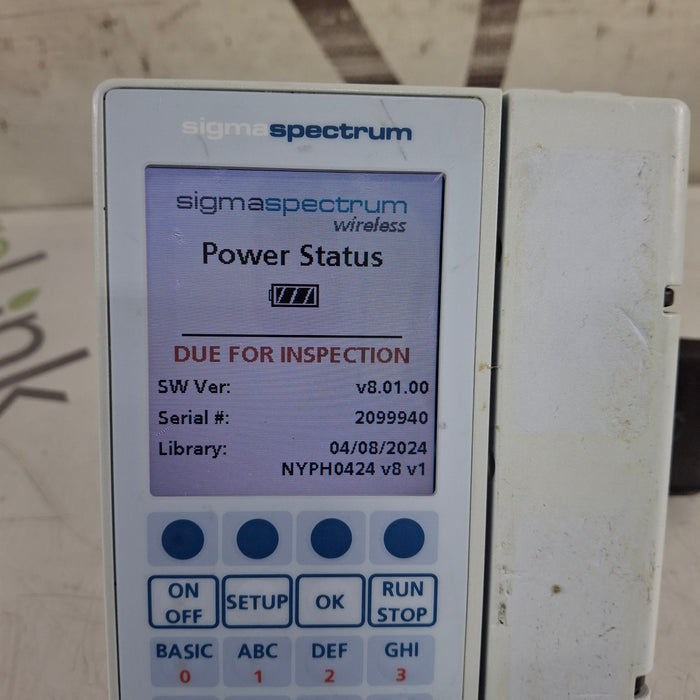 sigmaspectrum
sigmaspectrum
wireless
Power Status
DUE FOR INSPECTION
SW Ver: v8.01.00
Serial #: 2099940
Library: 04/08/2024
NYPH0424 v8 v1
ON OFF
SETUP
OK
RUN STOP
BASIC 0
ABC 1
DEF 2
GHI 3